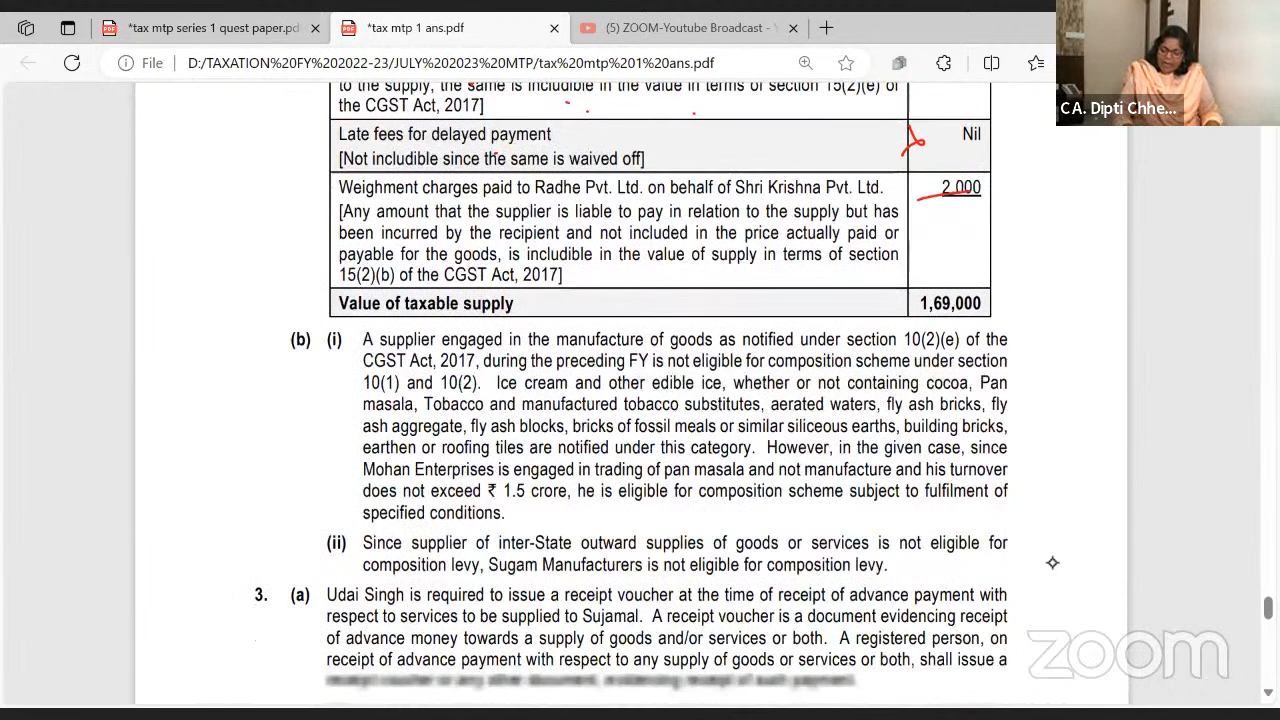 *tax mtp series 1 quest paper.pd
*tax mtp 1 ans.pdf
(5) ZOOM-Youtube Broadcast -
File
D:/TAXATION%20FY%202022-23/JULY%202023%20MTP/tax%20mtp%201%20ans.pdf
C A. Dipti Chhe...
to the supply, the same is includible in the value in terms of section 15(2)(e) of
the CGST Act, 2017]
Late fees for delayed payment Nil
[Not includible since the same is waived off]
Weighment charges paid to Radhe Pvt. Ltd. on behalf of Shri Krishna Pvt. Ltd. 2,000
[Any amount that the supplier is liable to pay in relation to the supply but has
been incurred by the recipient and not included in the price actually paid or
payable for the goods, is includible in the value of supply in terms of section
15(2)(b) of the CGST Act, 2017]
Value of taxable supply 1,69,000
(b) (i) A supplier engaged in the manufacture of goods as notified under section 10(2)(e) of the
CGST Act, 2017, during the preceding FY is not eligible for composition scheme under section
10(1) and 10(2). Ice cream and other edible ice, whether or not containing cocoa, Pan
masala, Tobacco and manufactured tobacco substitutes, aerated waters, fly ash bricks, fly
ash aggregate, fly ash blocks, bricks of fossil meals or similar siliceous earths, building bricks,
earthen or roofing tiles are notified under this category. However, in the given case, since
Mohan Enterprises is engaged in trading of pan masala and not manufacture and his turnover
does not exceed ₹ 1.5 crore, he is eligible for composition scheme subject to fulfilment of
specified conditions.
(ii) Since supplier of inter-State outward supplies of goods or services is not eligible for
composition levy, Sugam Manufacturers is not eligible for composition levy.
3. (a) Udai Singh is required to issue a receipt voucher at the time of receipt of advance payment with
respect to services to be supplied to Sujamal. A receipt voucher is a document evidencing receipt
of advance money towards a supply of goods and/or services or both. A registered person, on
receipt of advance payment with respect to any supply of goods or services or both, shall issue a
zoom